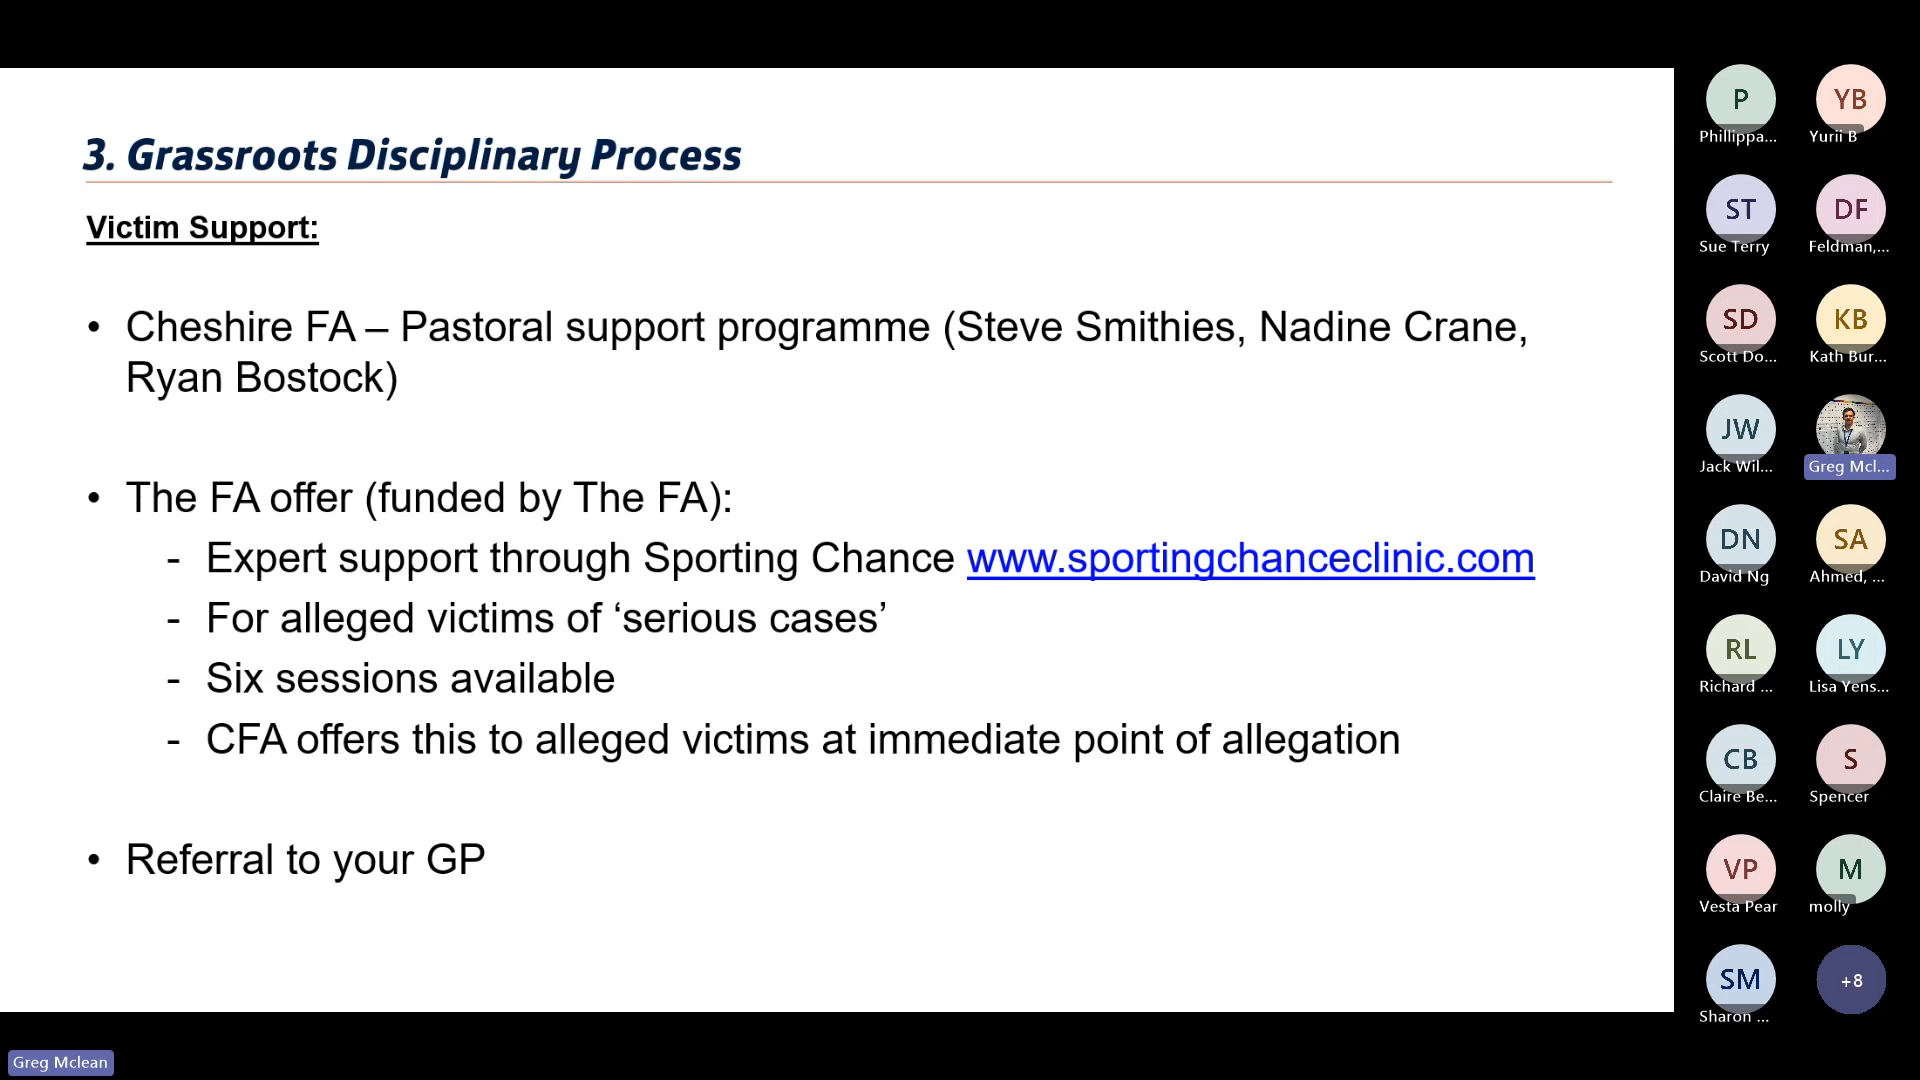 3. Grassroots Disciplinary Process
Victim Support:
• Cheshire FA – Pastoral support programme (Steve Smithies, Nadine Crane,
Ryan Bostock)
• The FA offer (funded by The FA):
- Expert support through Sporting Chance www.sportingchanceclinic.com
- For alleged victims of ‘serious cases’
- Six sessions available
- CFA offers this to alleged victims at immediate point of allegation
• Referral to your GP
P
Phillippa...
YB
Yurii B
ST
Sue Terry
DF
Feldman,...
SD
Scott Do...
KB
Kath Bur...
JW
Jack Wil...
Greg Mcl...
DN
David Ng
SA
Ahmed, ...
RL
Richard ...
LY
Lisa Yens...
CB
Claire Be...
S
Spencer
VP
Vesta Pear
M
molly
SM
Sharon ...
+8
Greg Mclean